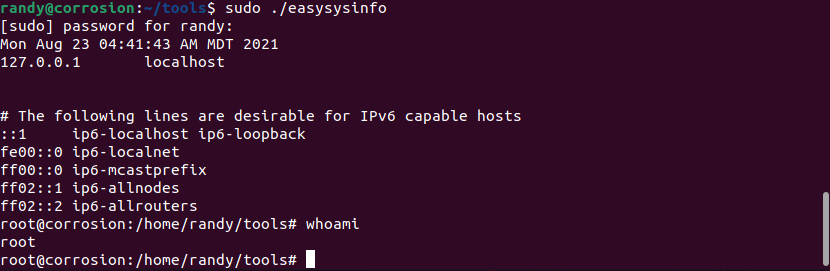 randy@corrosion:~/tools$ sudo ./easysysinfo
[sudo] password for randy:
Mon Aug 23 04:41:43 AM MDT 2021
127.0.0.1       localhost
# The following lines are desirable for IPv6 capable hosts
::1     ip6-localhost ip6-loopback
fe00::0 ip6-localnet
ff00::0 ip6-mcastprefix
ff02::1 ip6-allnodes
ff02::2 ip6-allrouters
root@corrosion:/home/randy/tools# whoami
root
root@corrosion:/home/randy/tools#